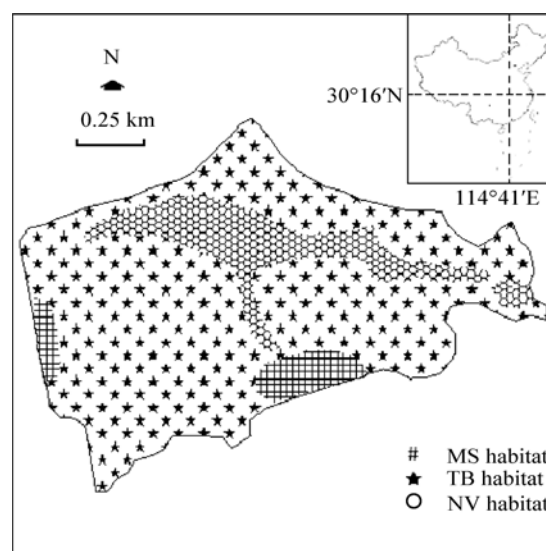 N
0.25 km
30°16′N
114°41′E
# MS habitat
★ TB habitat
○ NV habitat